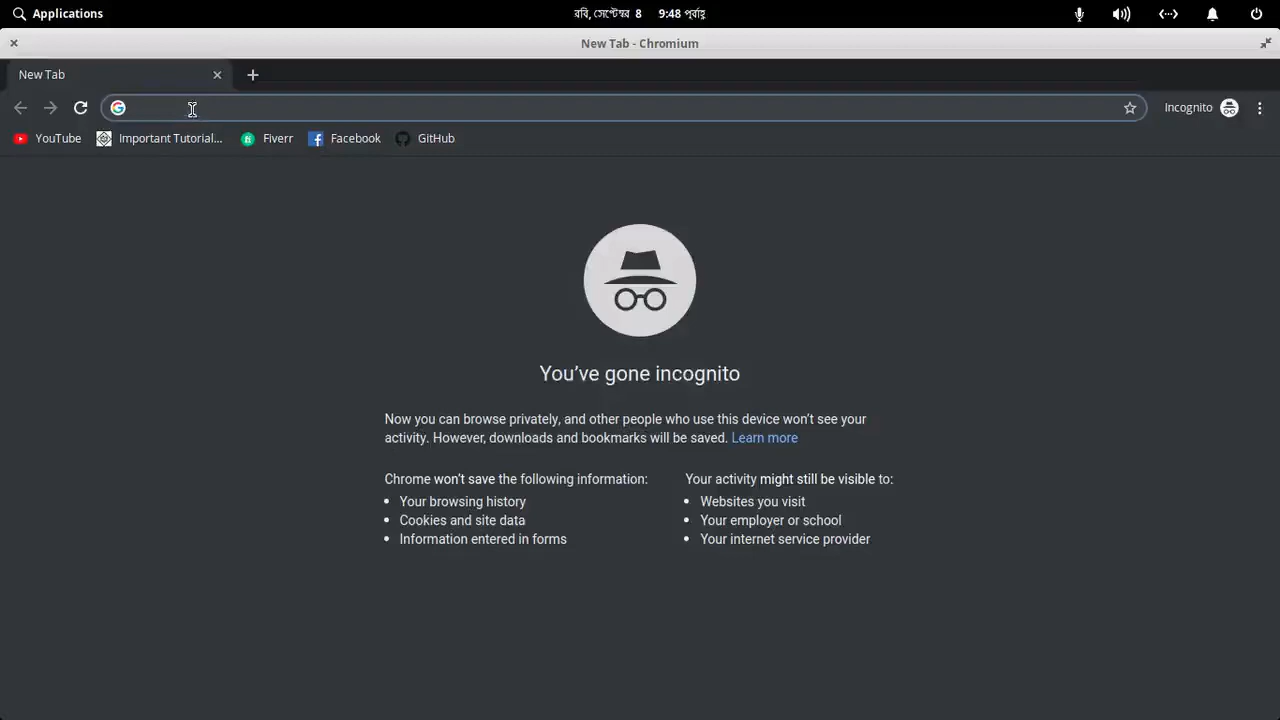 Applications
রবি, সেপ্টেম্বর 8 9:48 পূর্বাহ্ণ
New Tab - Chromium
New Tab
Incognito
YouTube
Important Tutorial...
Fiverr
Facebook
GitHub
You've gone incognito
Now you can browse privately, and other people who use this device won't see your
activity. However, downloads and bookmarks will be saved. Learn more
Chrome won't save the following information:
Your browsing history
Cookies and site data
Information entered in forms
Your activity might still be visible to:
Websites you visit
Your employer or school
Your internet service provider